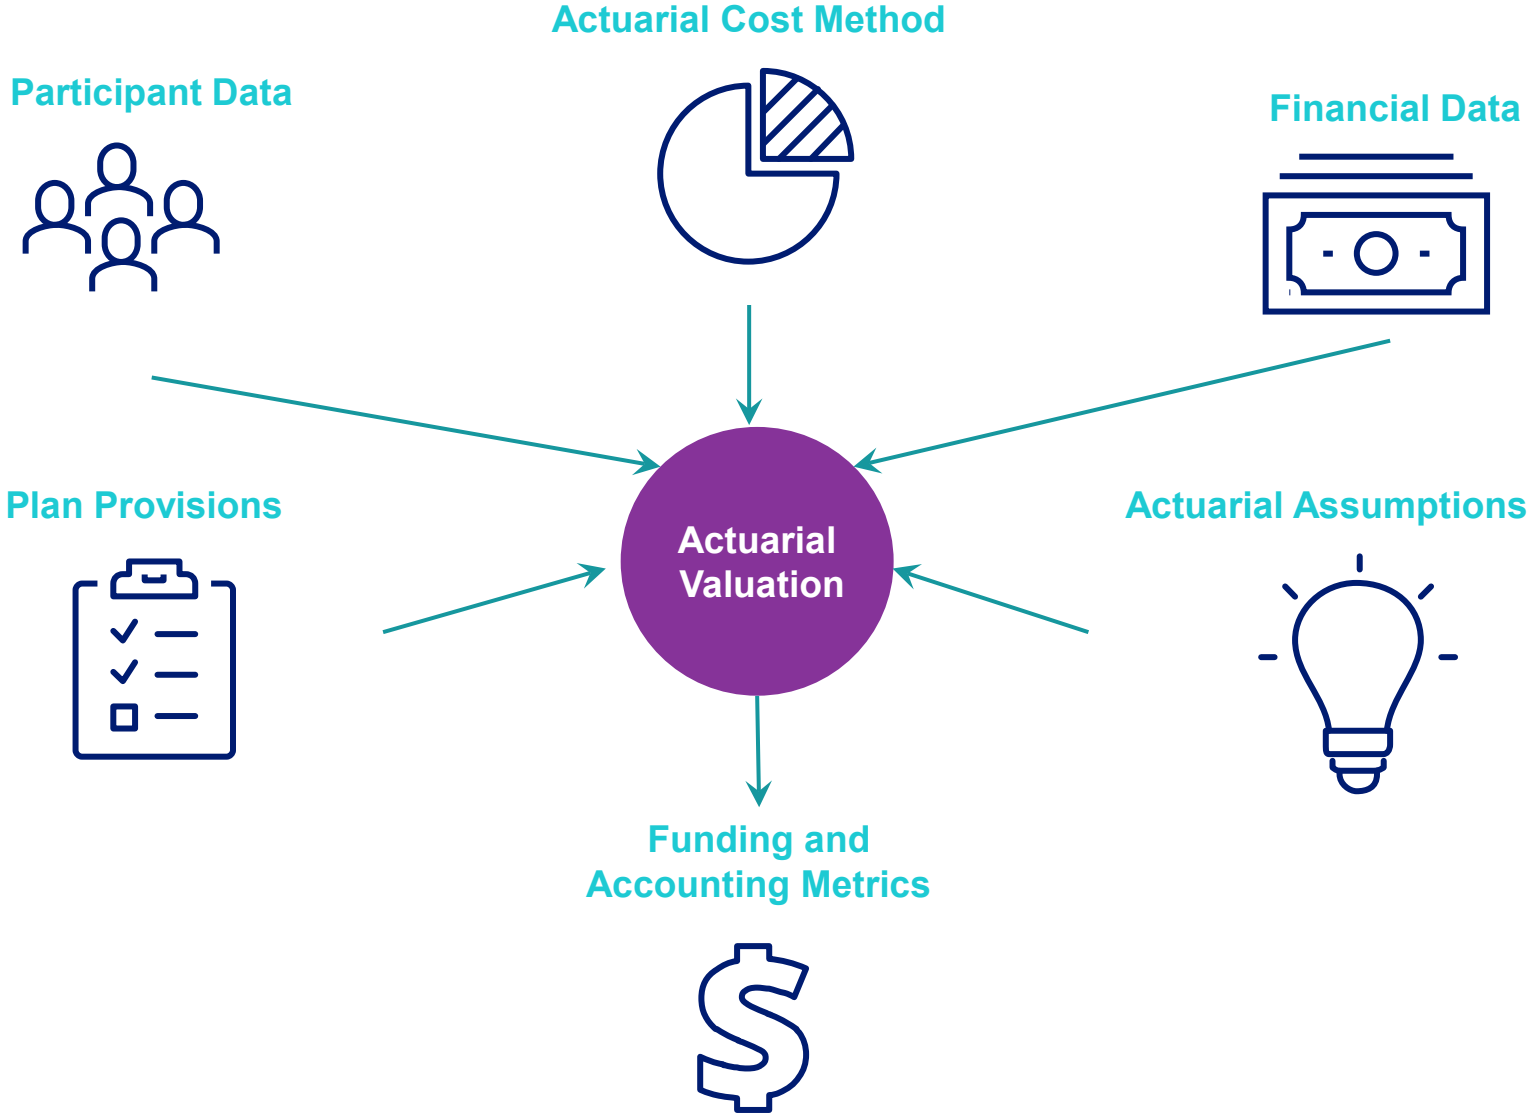 Actuarial Cost Method
Participant Data
Financial Data
Plan Provisions
Actuarial Assumptions
Actuarial
Valuation
Funding and
Accounting Metrics
$